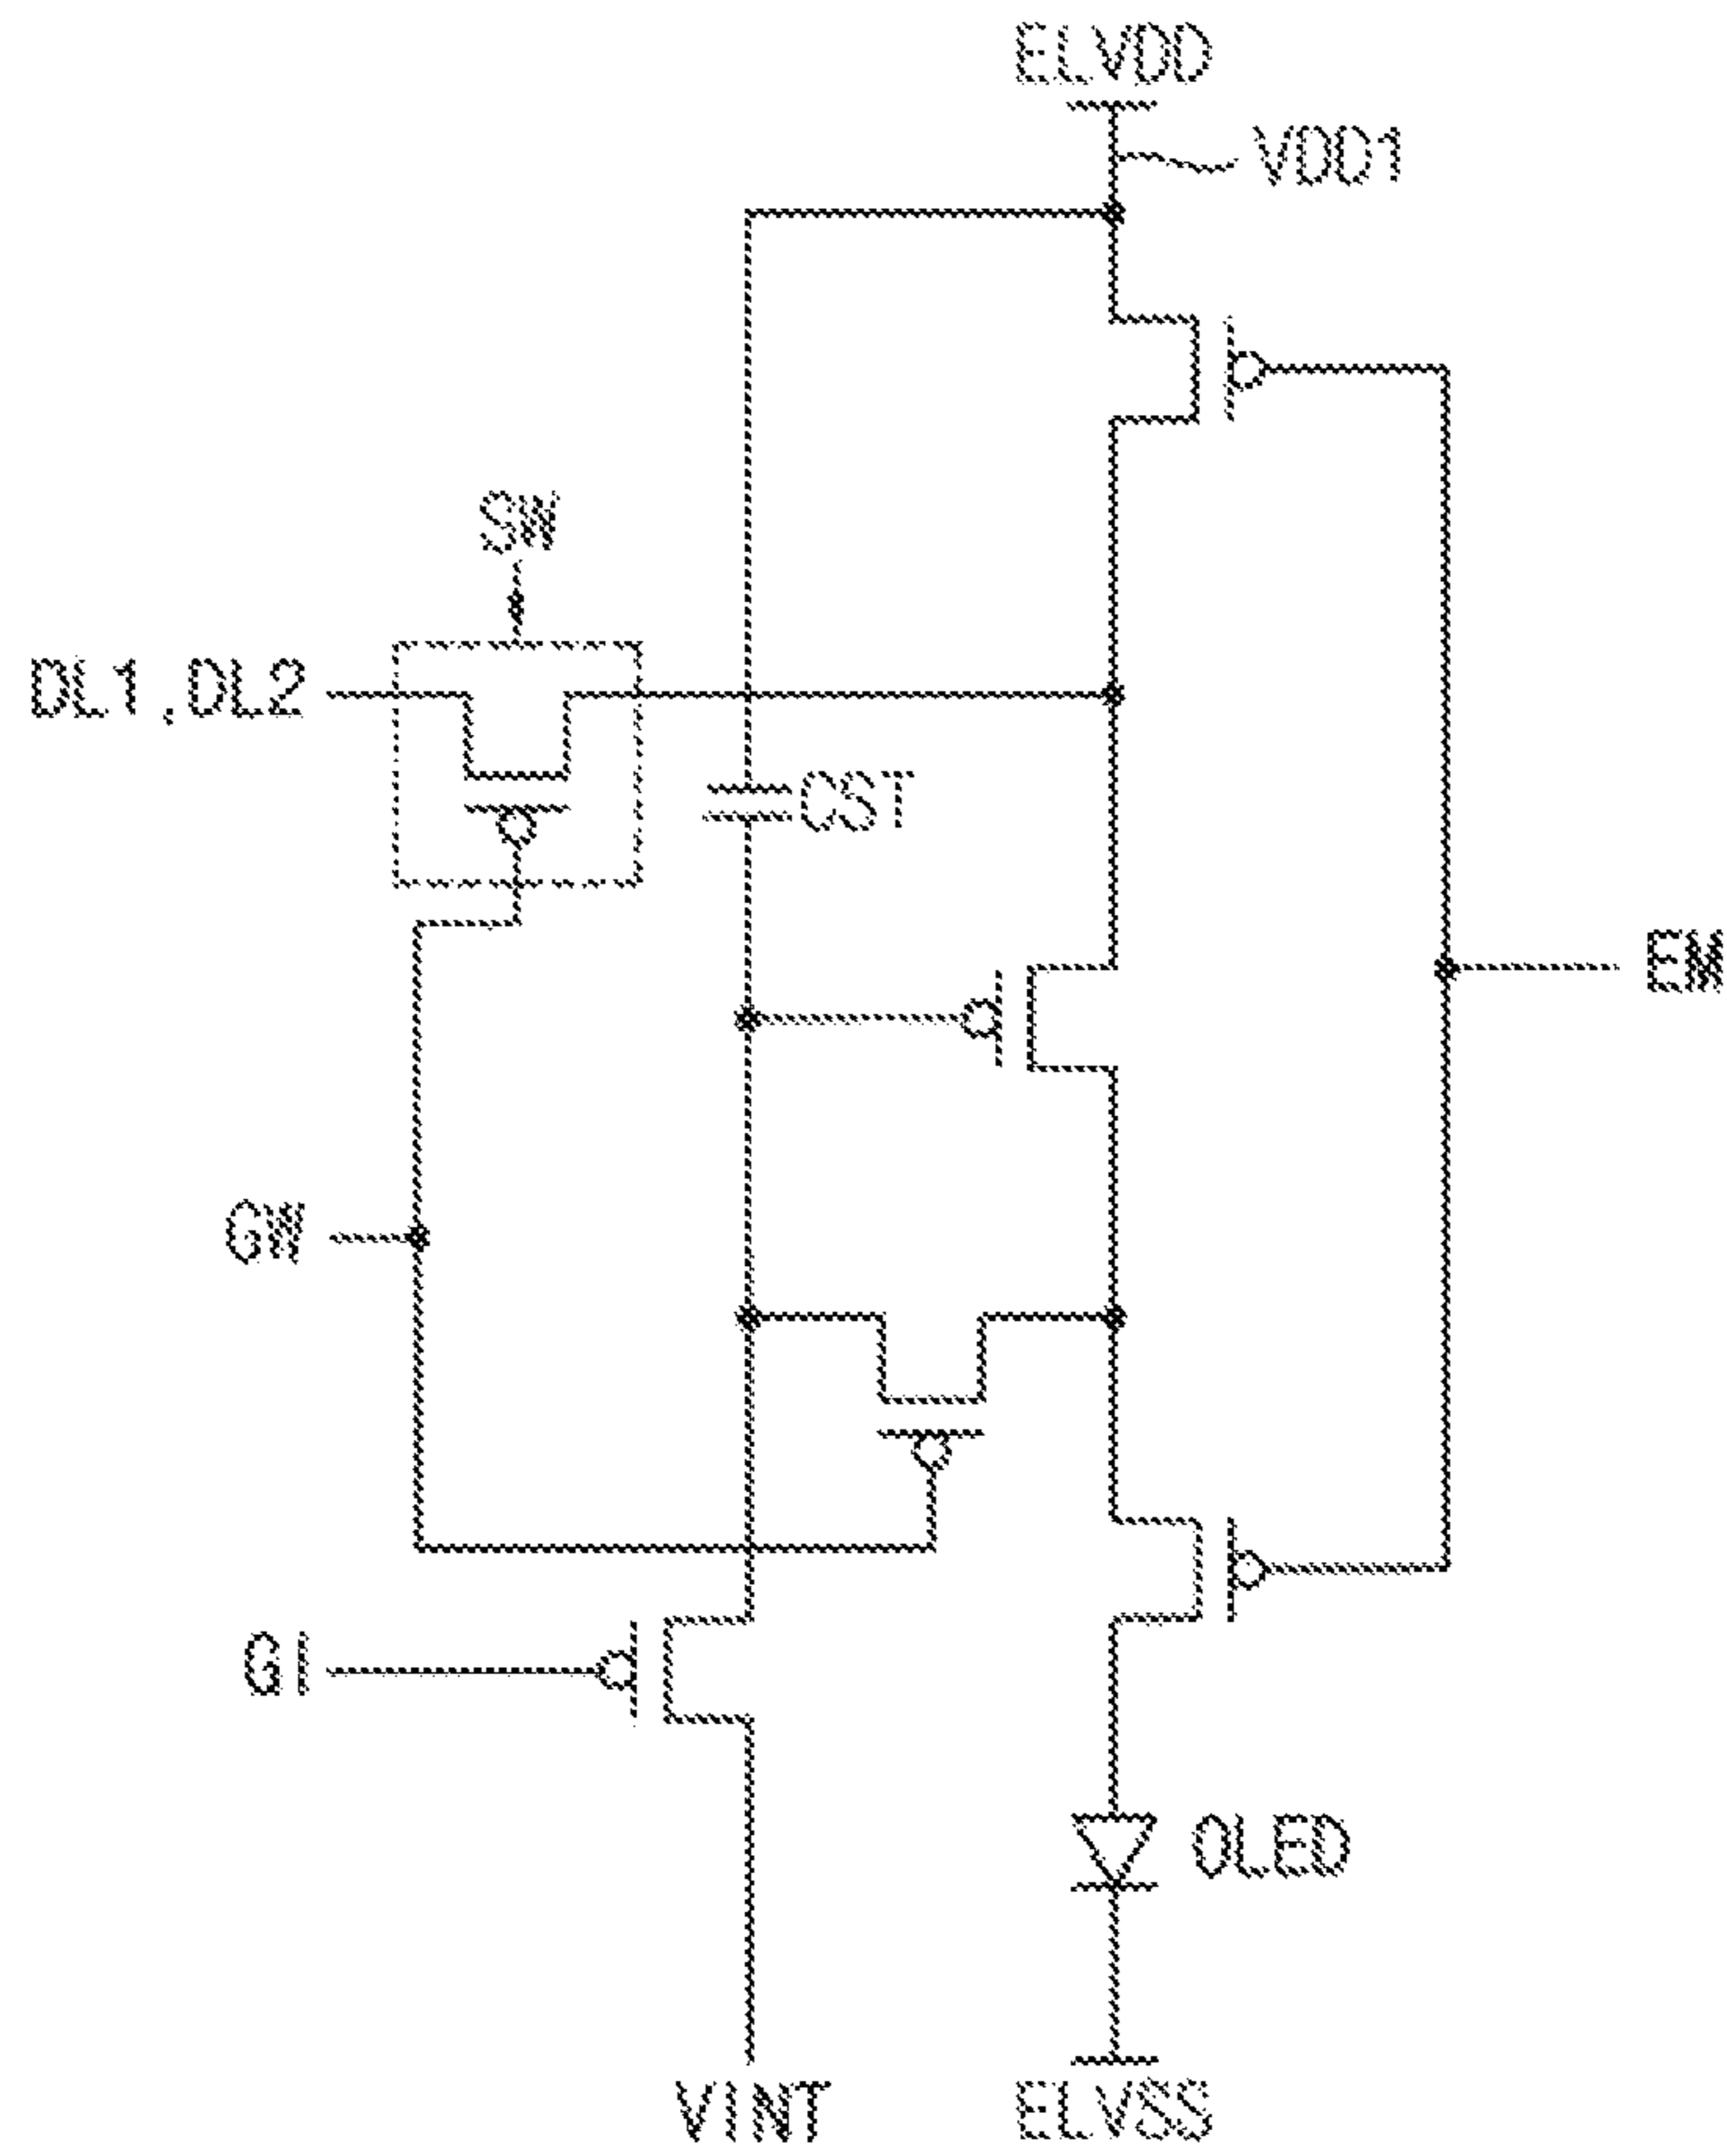 ELVDD
VDD1
SW
DL1,DL2
CST
EM
GW
GI
OLED
VINT
ELVSS